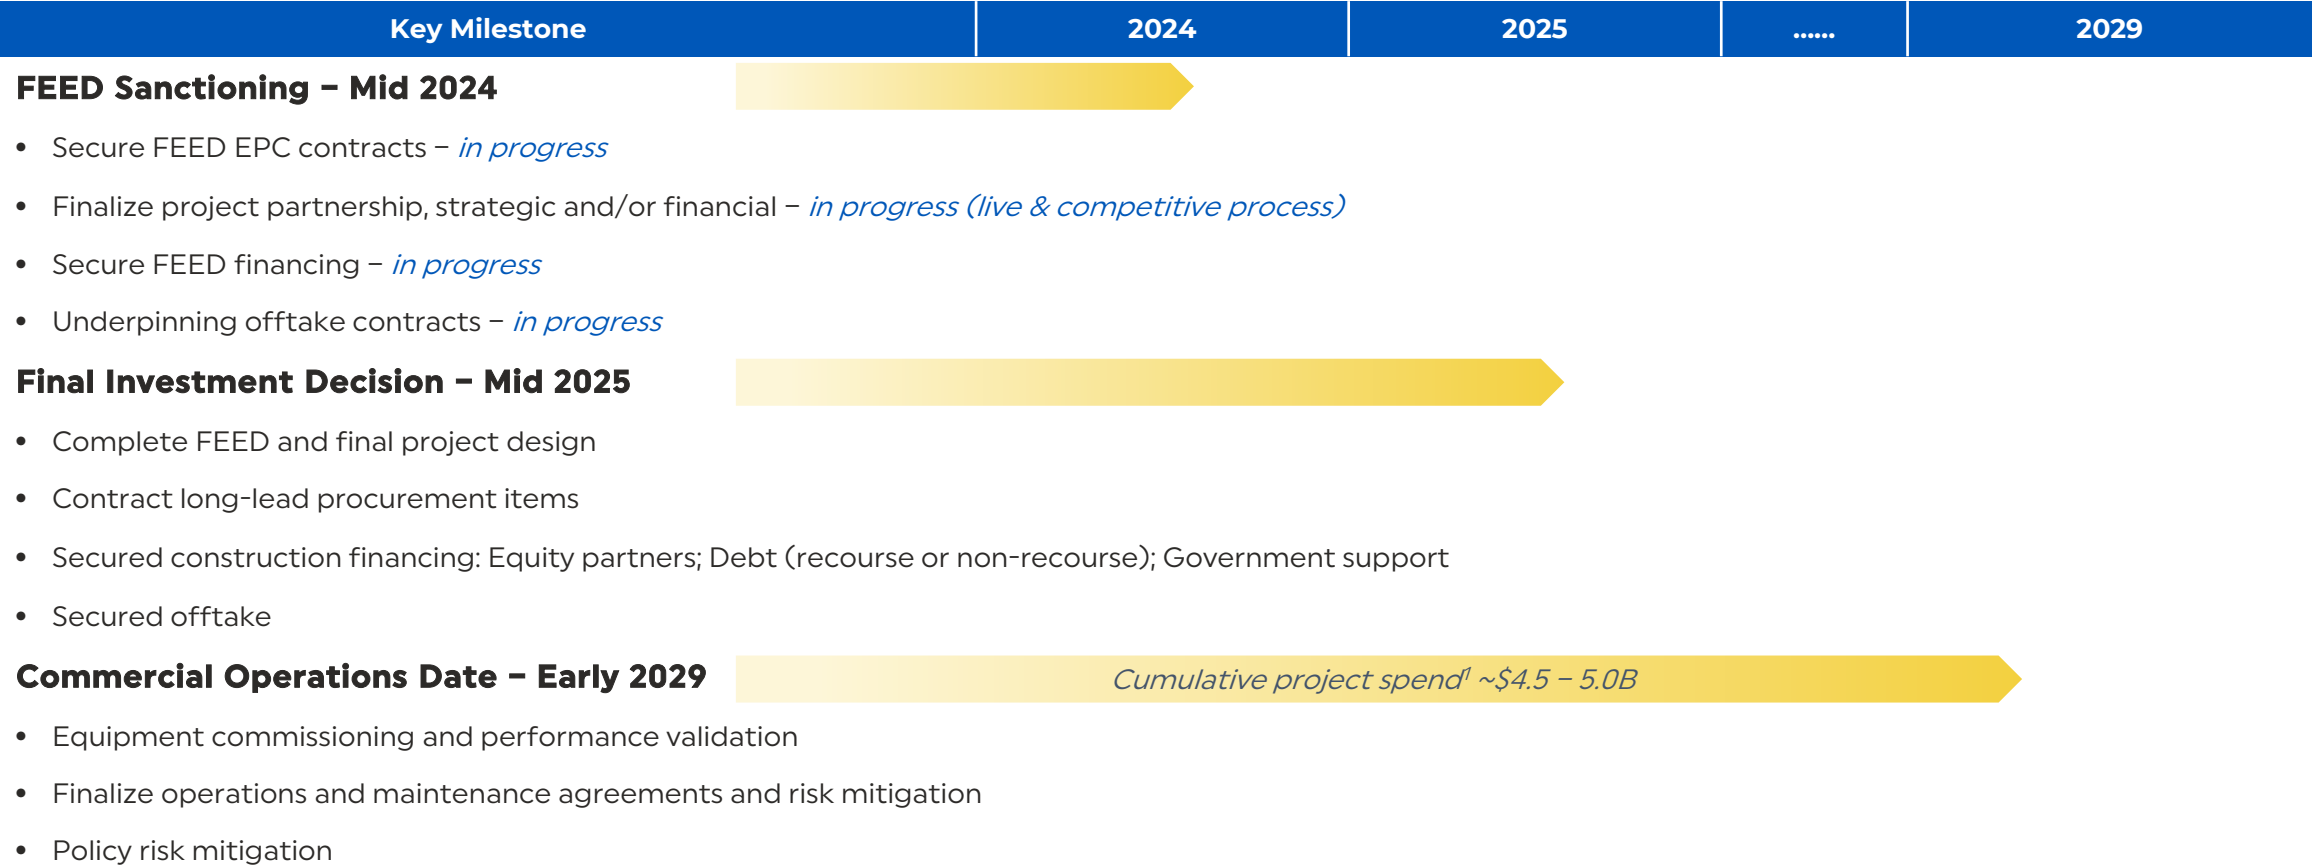 Key Milestone 2024 2025 ...... 2029
FEED Sanctioning – Mid 2024
• Secure FEED EPC contracts – in progress
• Finalize project partnership, strategic and/or financial – in progress (live & competitive process)
• Secure FEED financing – in progress
• Underpinning offtake contracts – in progress
Final Investment Decision – Mid 2025
• Complete FEED and final project design
• Contract long-lead procurement items
• Secured construction financing: Equity partners; Debt (recourse or non-recourse); Government support
• Secured offtake
Commercial Operations Date – Early 2029
Cumulative project spend¹ ~$4.5 – 5.0B
• Equipment commissioning and performance validation
• Finalize operations and maintenance agreements and risk mitigation
• Policy risk mitigation